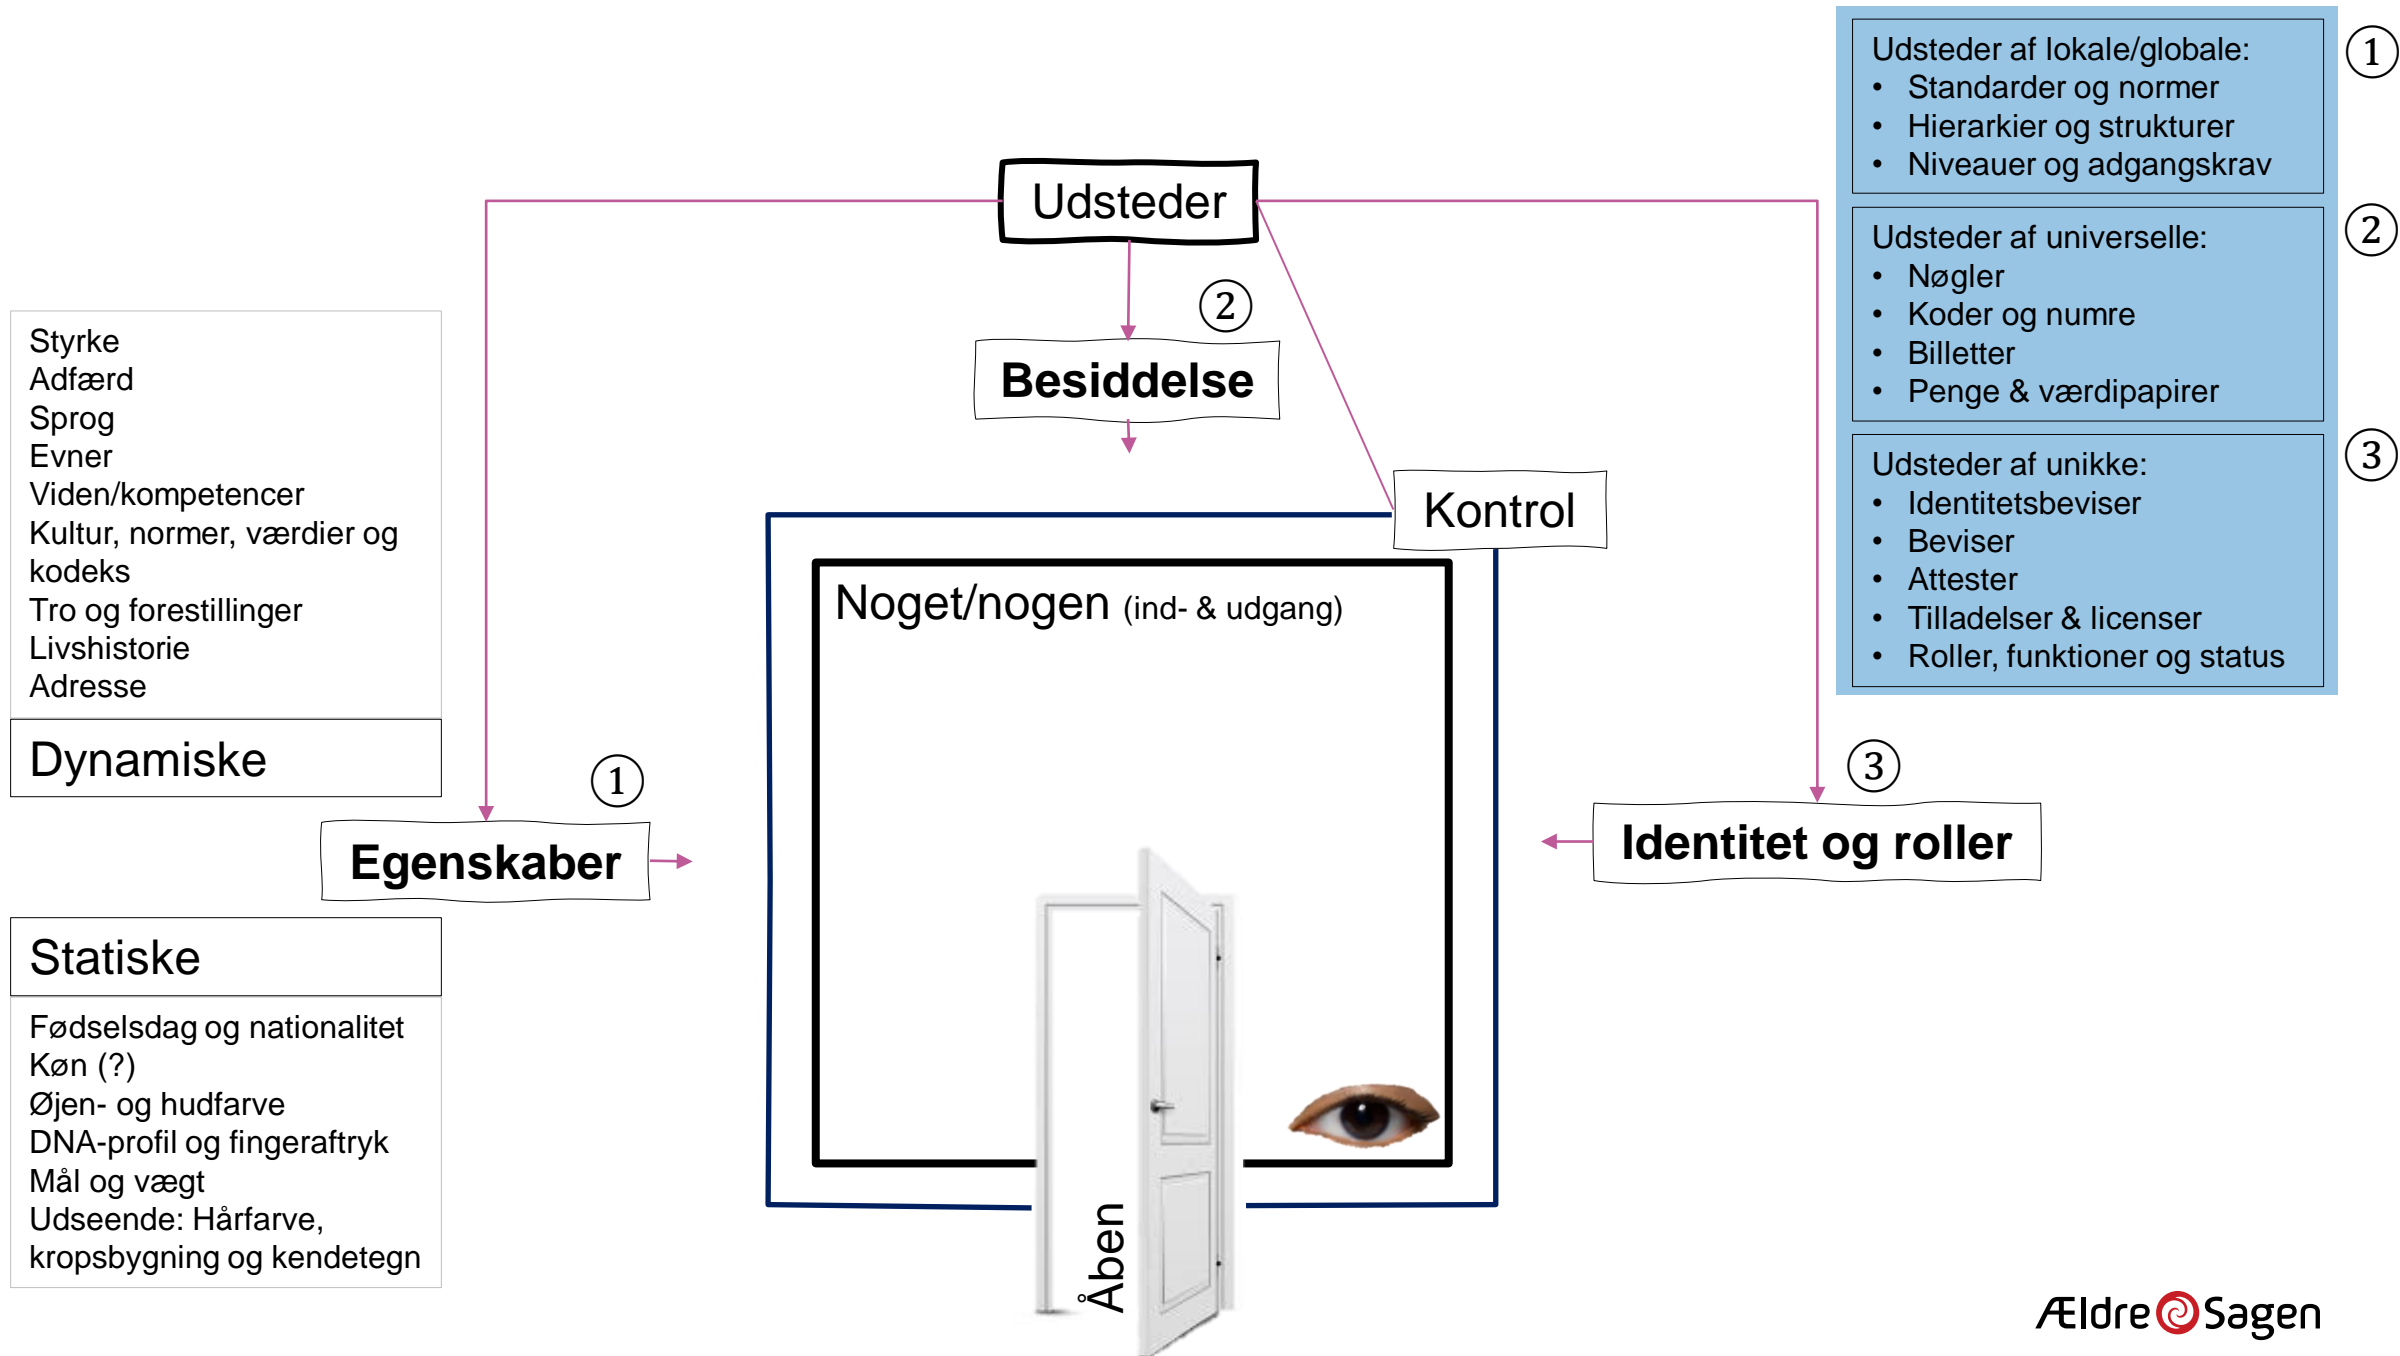 Udsteder af lokale/globale:
• Standarder og normer
• Hierarkier og strukturer
• Niveauer og adgangskrav
①
Udsteder af universelle:
• Nøgler
• Koder og numre
• Billetter
• Penge & værdipapirer
②
Udsteder af unikke:
• Identitetsbeviser
• Beviser
• Attester
• Tilladelser & licenser
• Roller, funktioner og status
③
Udsteder
②
Besiddelse
Kontrol
Noget/nogen (ind- & udgang)
Styrke
Adfærd
Sprog
Evner
Viden/kompetencer
Kultur, normer, værdier og
kodeks
Tro og forestillinger
Livshistorie
Adresse
Dynamiske
①
Egenskaber
③
Identitet og roller
Statiske
Fødselsdag og nationalitet
Køn (?)
Øjen- og hudfarve
DNA-profil og fingeraftryk
Mål og vægt
Udseende: Hårfarve,
kropsbygning og kendetegn
Åben
Ældre Sagen